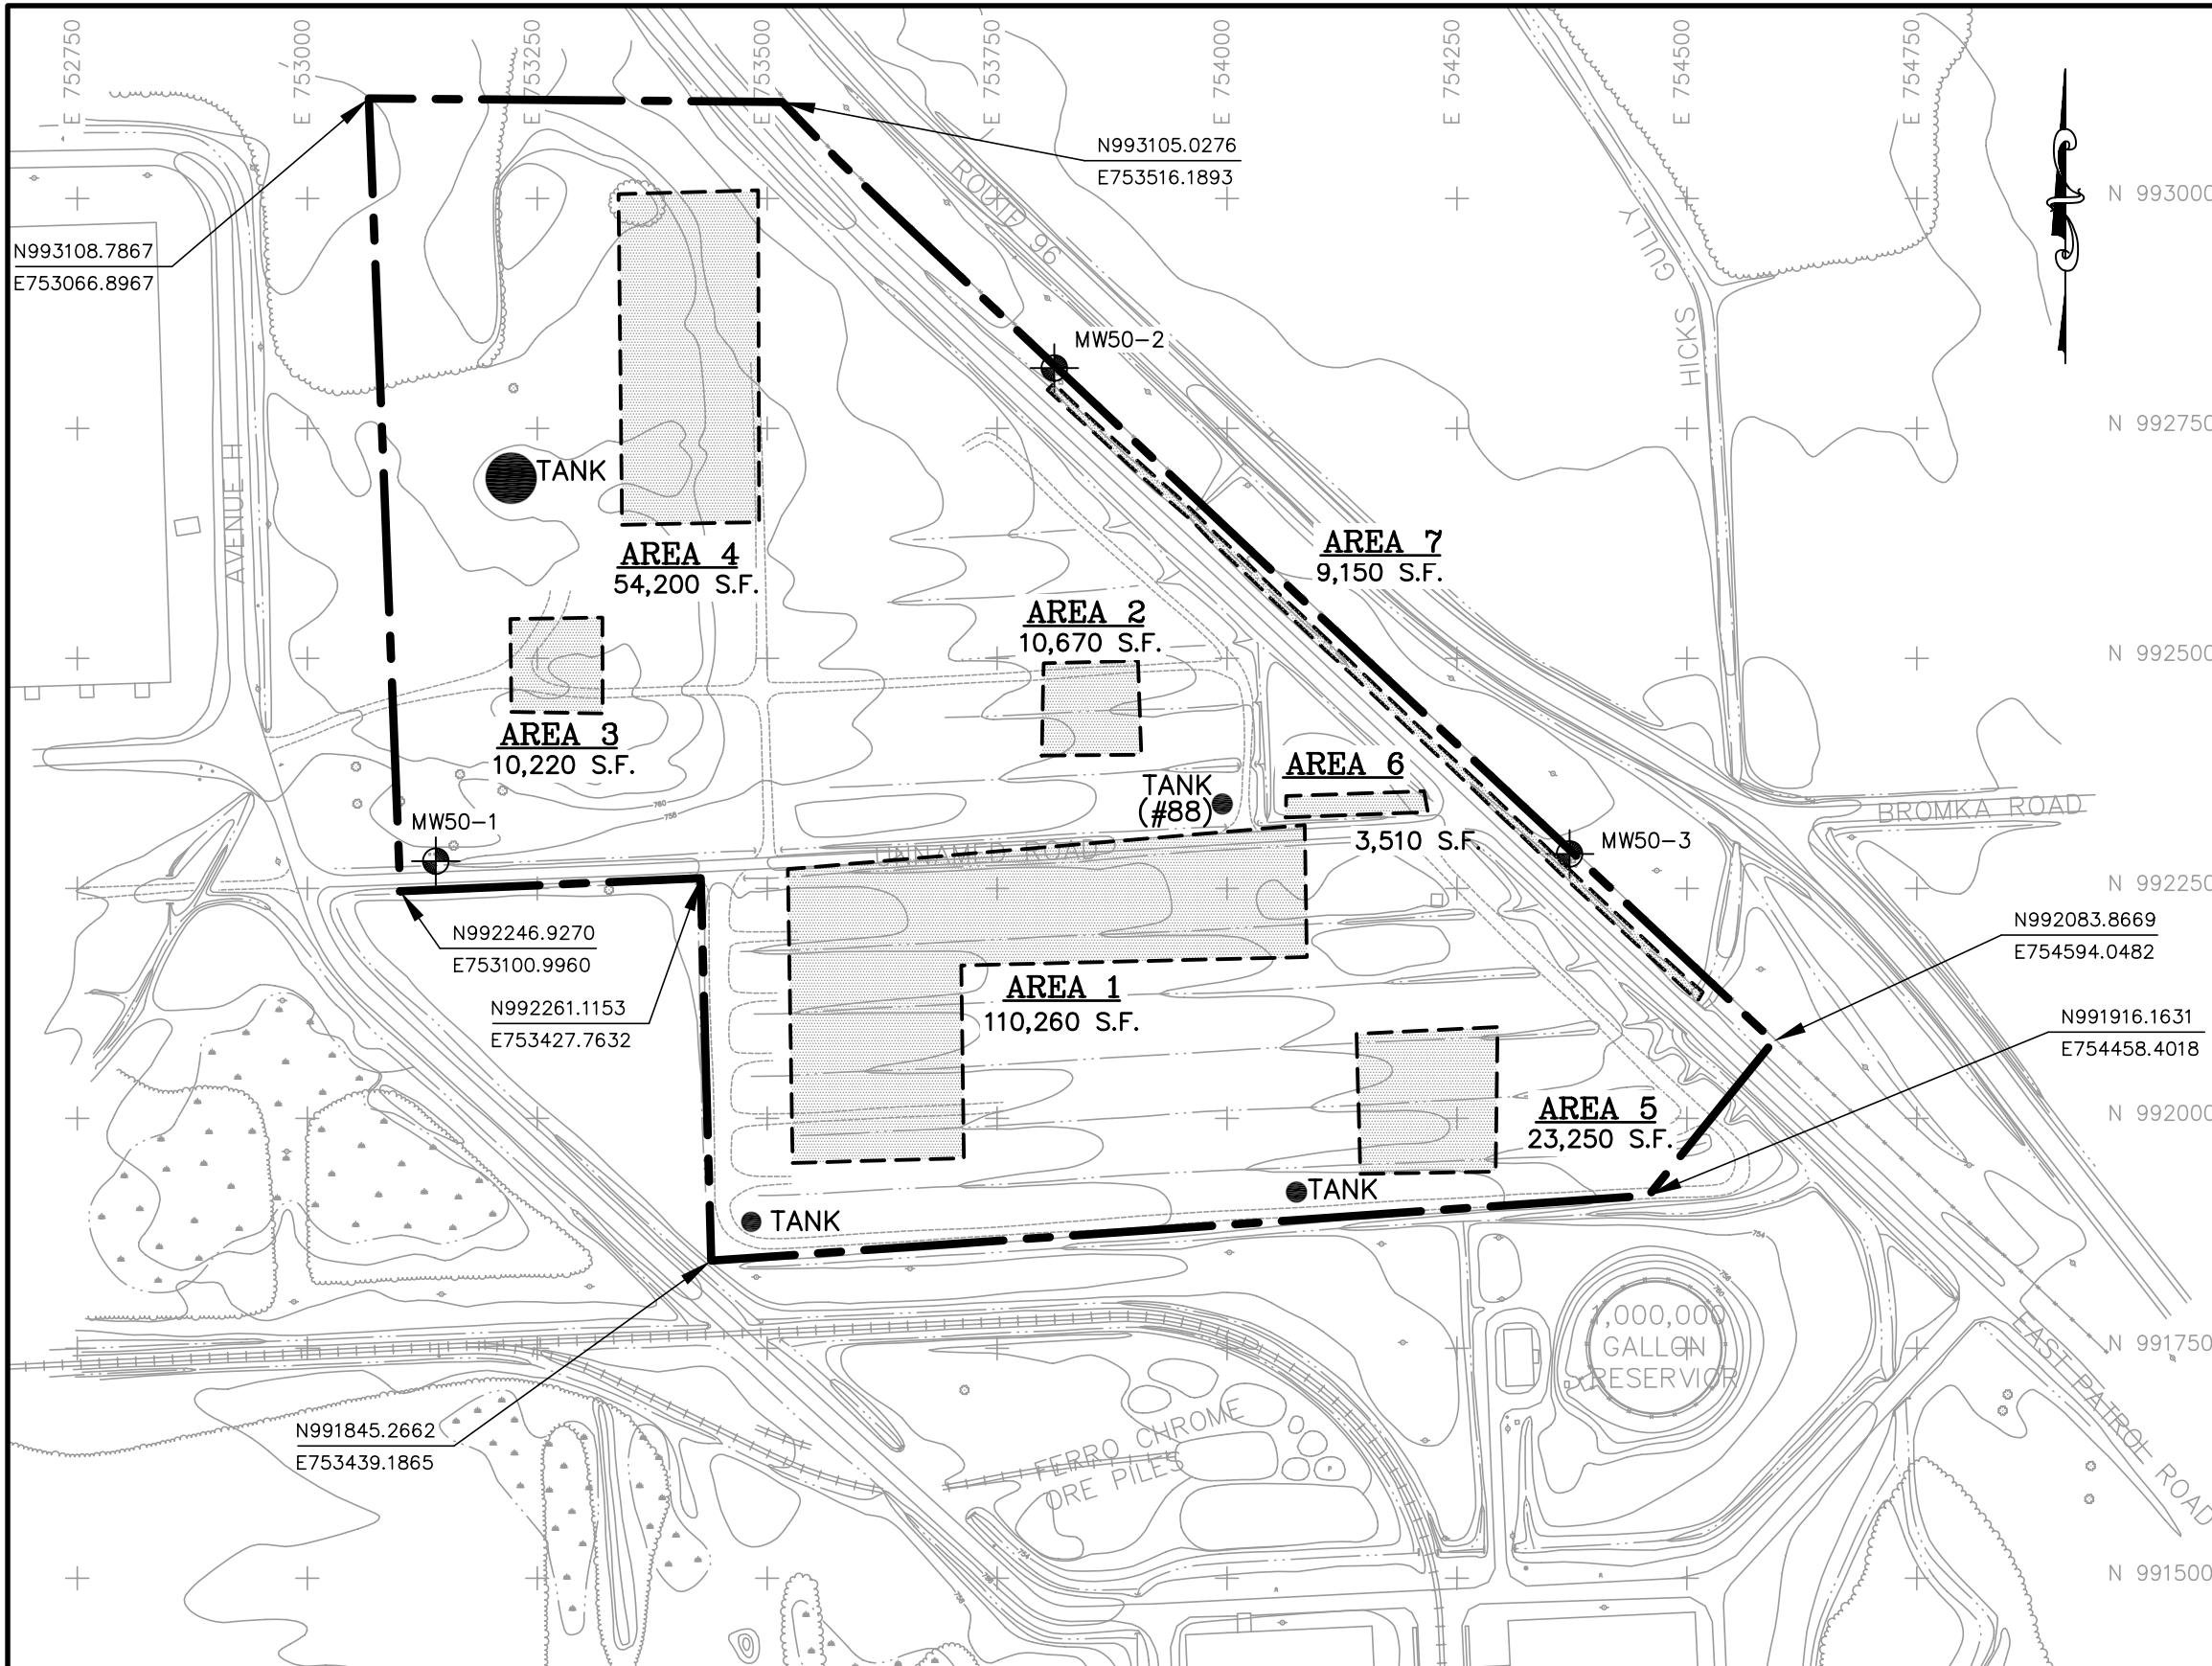 E 752750
E 753000
E 753250
E 753500
E 753750
E 754000
E 754250
E 754500
E 754750
N993105.0276
E753516.1893
ROUTE 96
N 993000
N993108.7867
E753066.8967
HICKS GULLY
MW50-2
N 992750
AVENUE H
TANK
AREA 4
54,200 S.F.
AREA 7
9,150 S.F.
AREA 2
10,670 S.F.
N 992500
AREA 3
10,220 S.F.
AREA 6
3,510 S.F.
TANK
(#88)
760
758
BROMKA ROAD
MW50-1
UNNAMED ROAD
MW50-3
N 992250
N992246.9270
E753100.9960
N992083.8669
E754594.0482
N992261.1153
E753427.7632
AREA 1
110,260 S.F.
N991916.1631
E754458.4018
AREA 5
23,250 S.F.
N 992000
TANK
TANK
754
1,000,000
GALLON
RESERVIOR
N 991750
EAST PATROL ROAD
N991845.2662
E753439.1865
FERRO CHROME
ORE PILES
N 991500